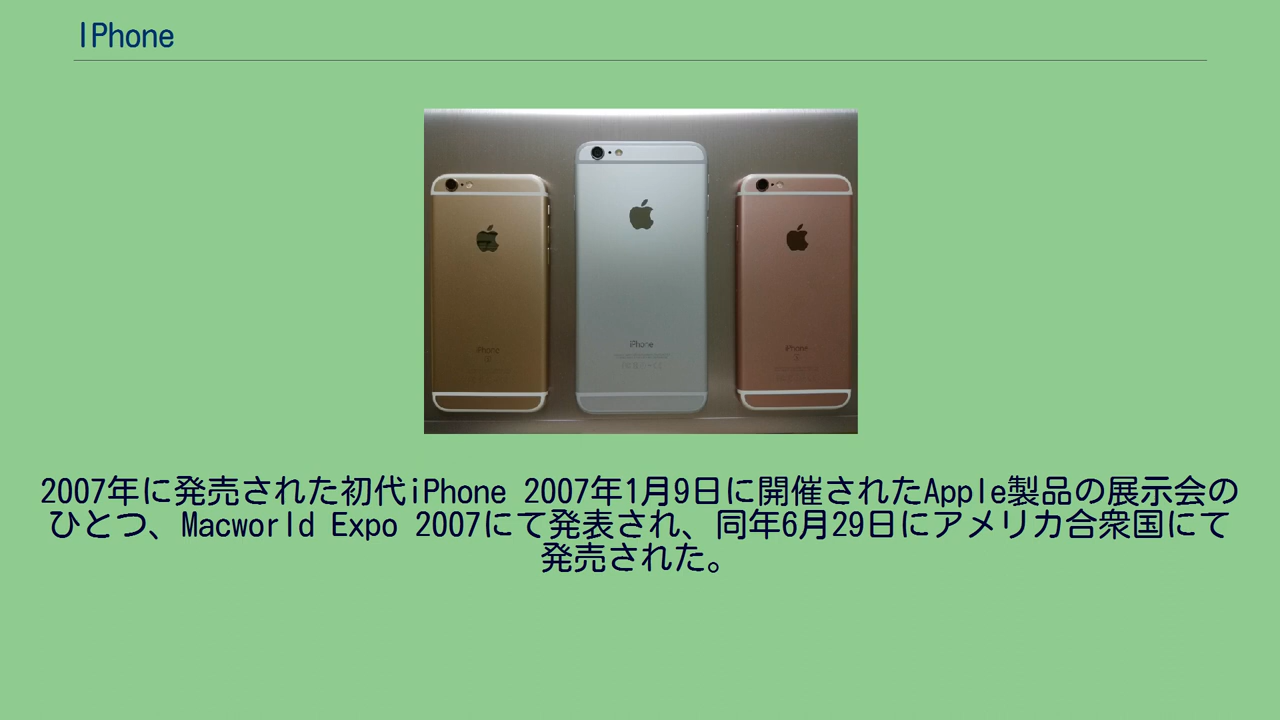 IPhone
iPhone
iPhone
S
iPhone
S
2007年に発売された初代iPhone 2007年1月9日に開催されたApple製品の展示会の
ひとつ、Macworld Expo 2007にて発表され、同年6月29日にアメリカ合衆国にて
発売された。